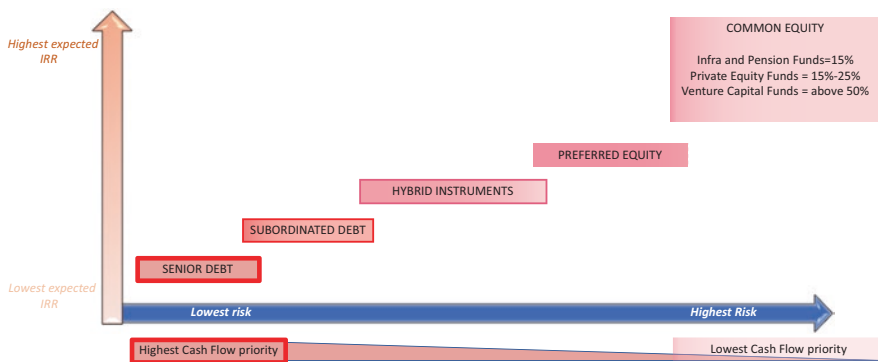 Highest expected
IRR
COMMON EQUITY
Infra and Pension Funds=15%
Private Equity Funds = 15%-25%
Venture Capital Funds = above 50%
PREFERRED EQUITY
HYBRID INSTRUMENTS
SUBORDINATED DEBT
SENIOR DEBT
Lowest expected
IRR
Lowest risk
Highest Risk
Highest Cash Flow priority
Lowest Cash Flow priority